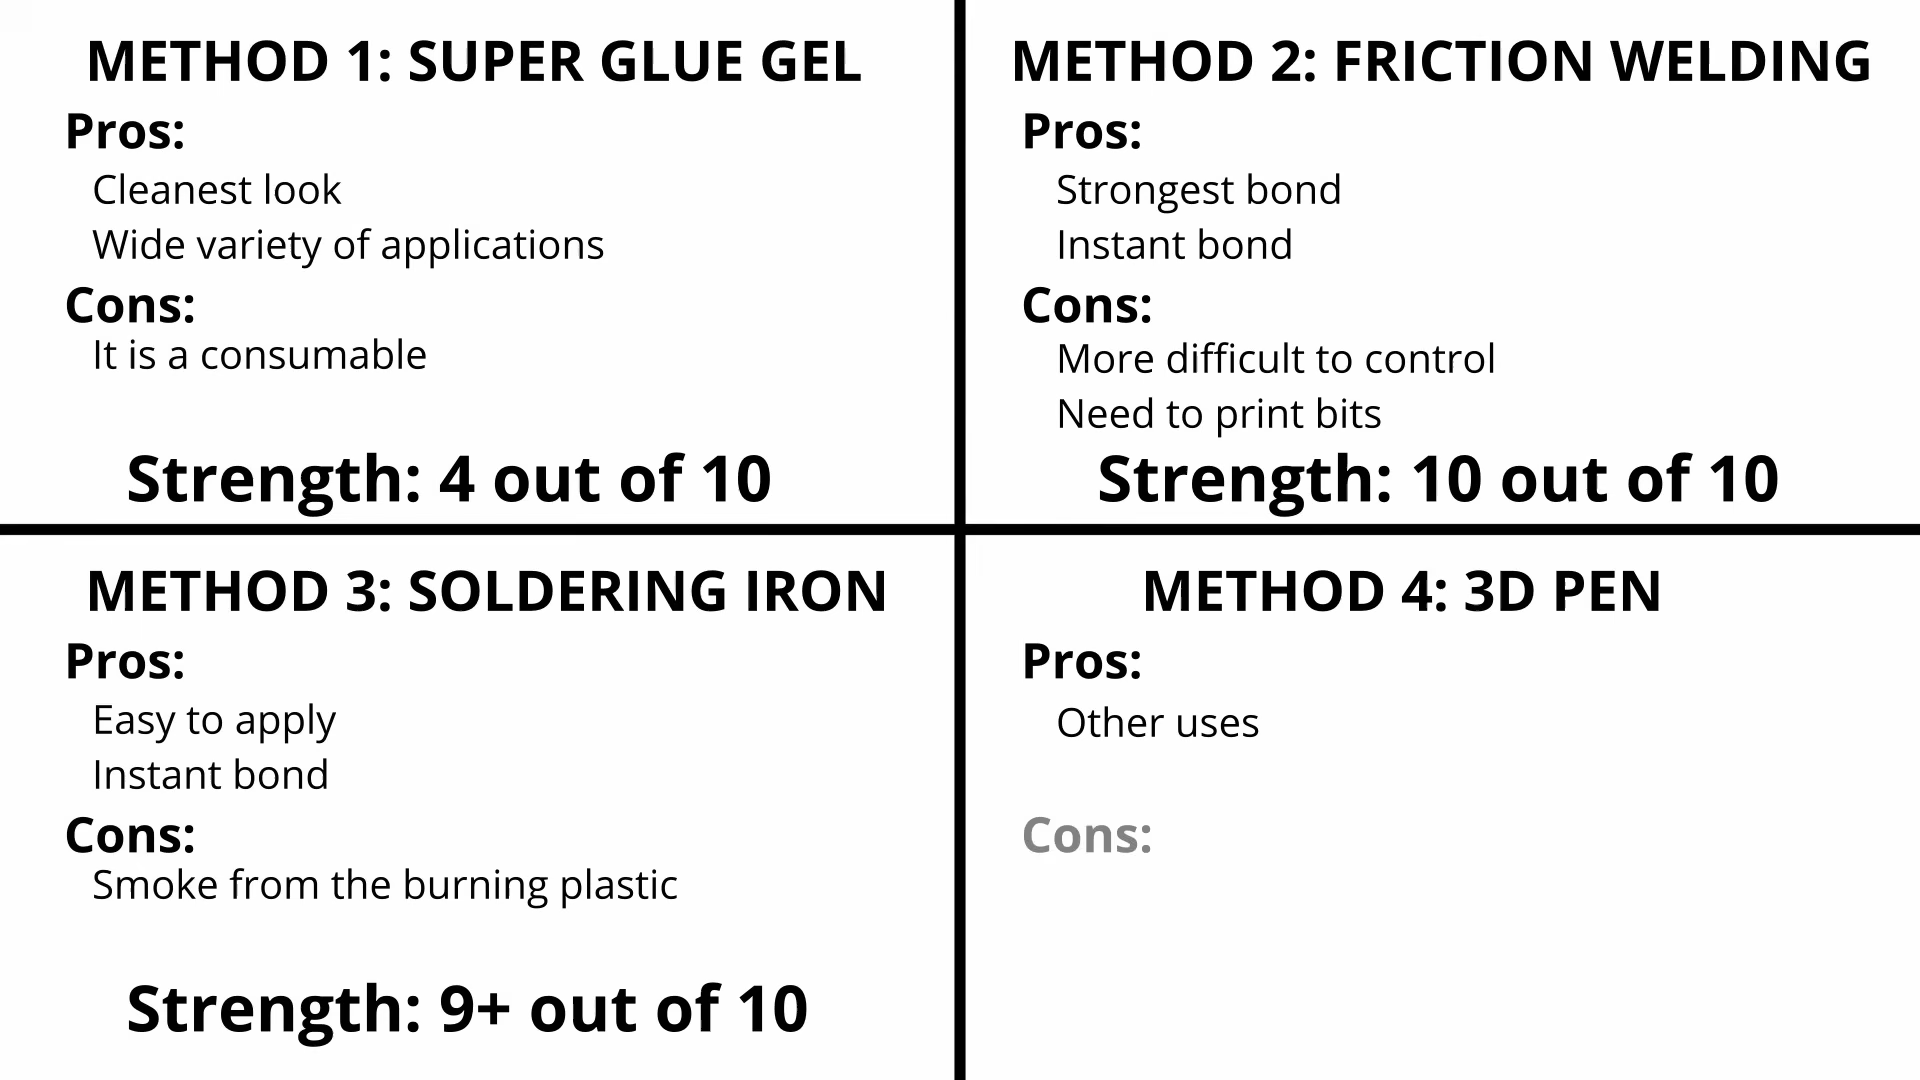 METHOD 1: SUPER GLUE GEL
Pros:
Cleanest look
Wide variety of applications
Cons:
It is a consumable
Strength: 4 out of 10
METHOD 2: FRICTION WELDING
Pros:
Strongest bond
Instant bond
Cons:
More difficult to control
Need to print bits
Strength: 10 out of 10
METHOD 3: SOLDERING IRON
Pros:
Easy to apply
Instant bond
Cons:
Smoke from the burning plastic
Strength: 9+ out of 10
METHOD 4: 3D PEN
Pros:
Other uses
Cons: